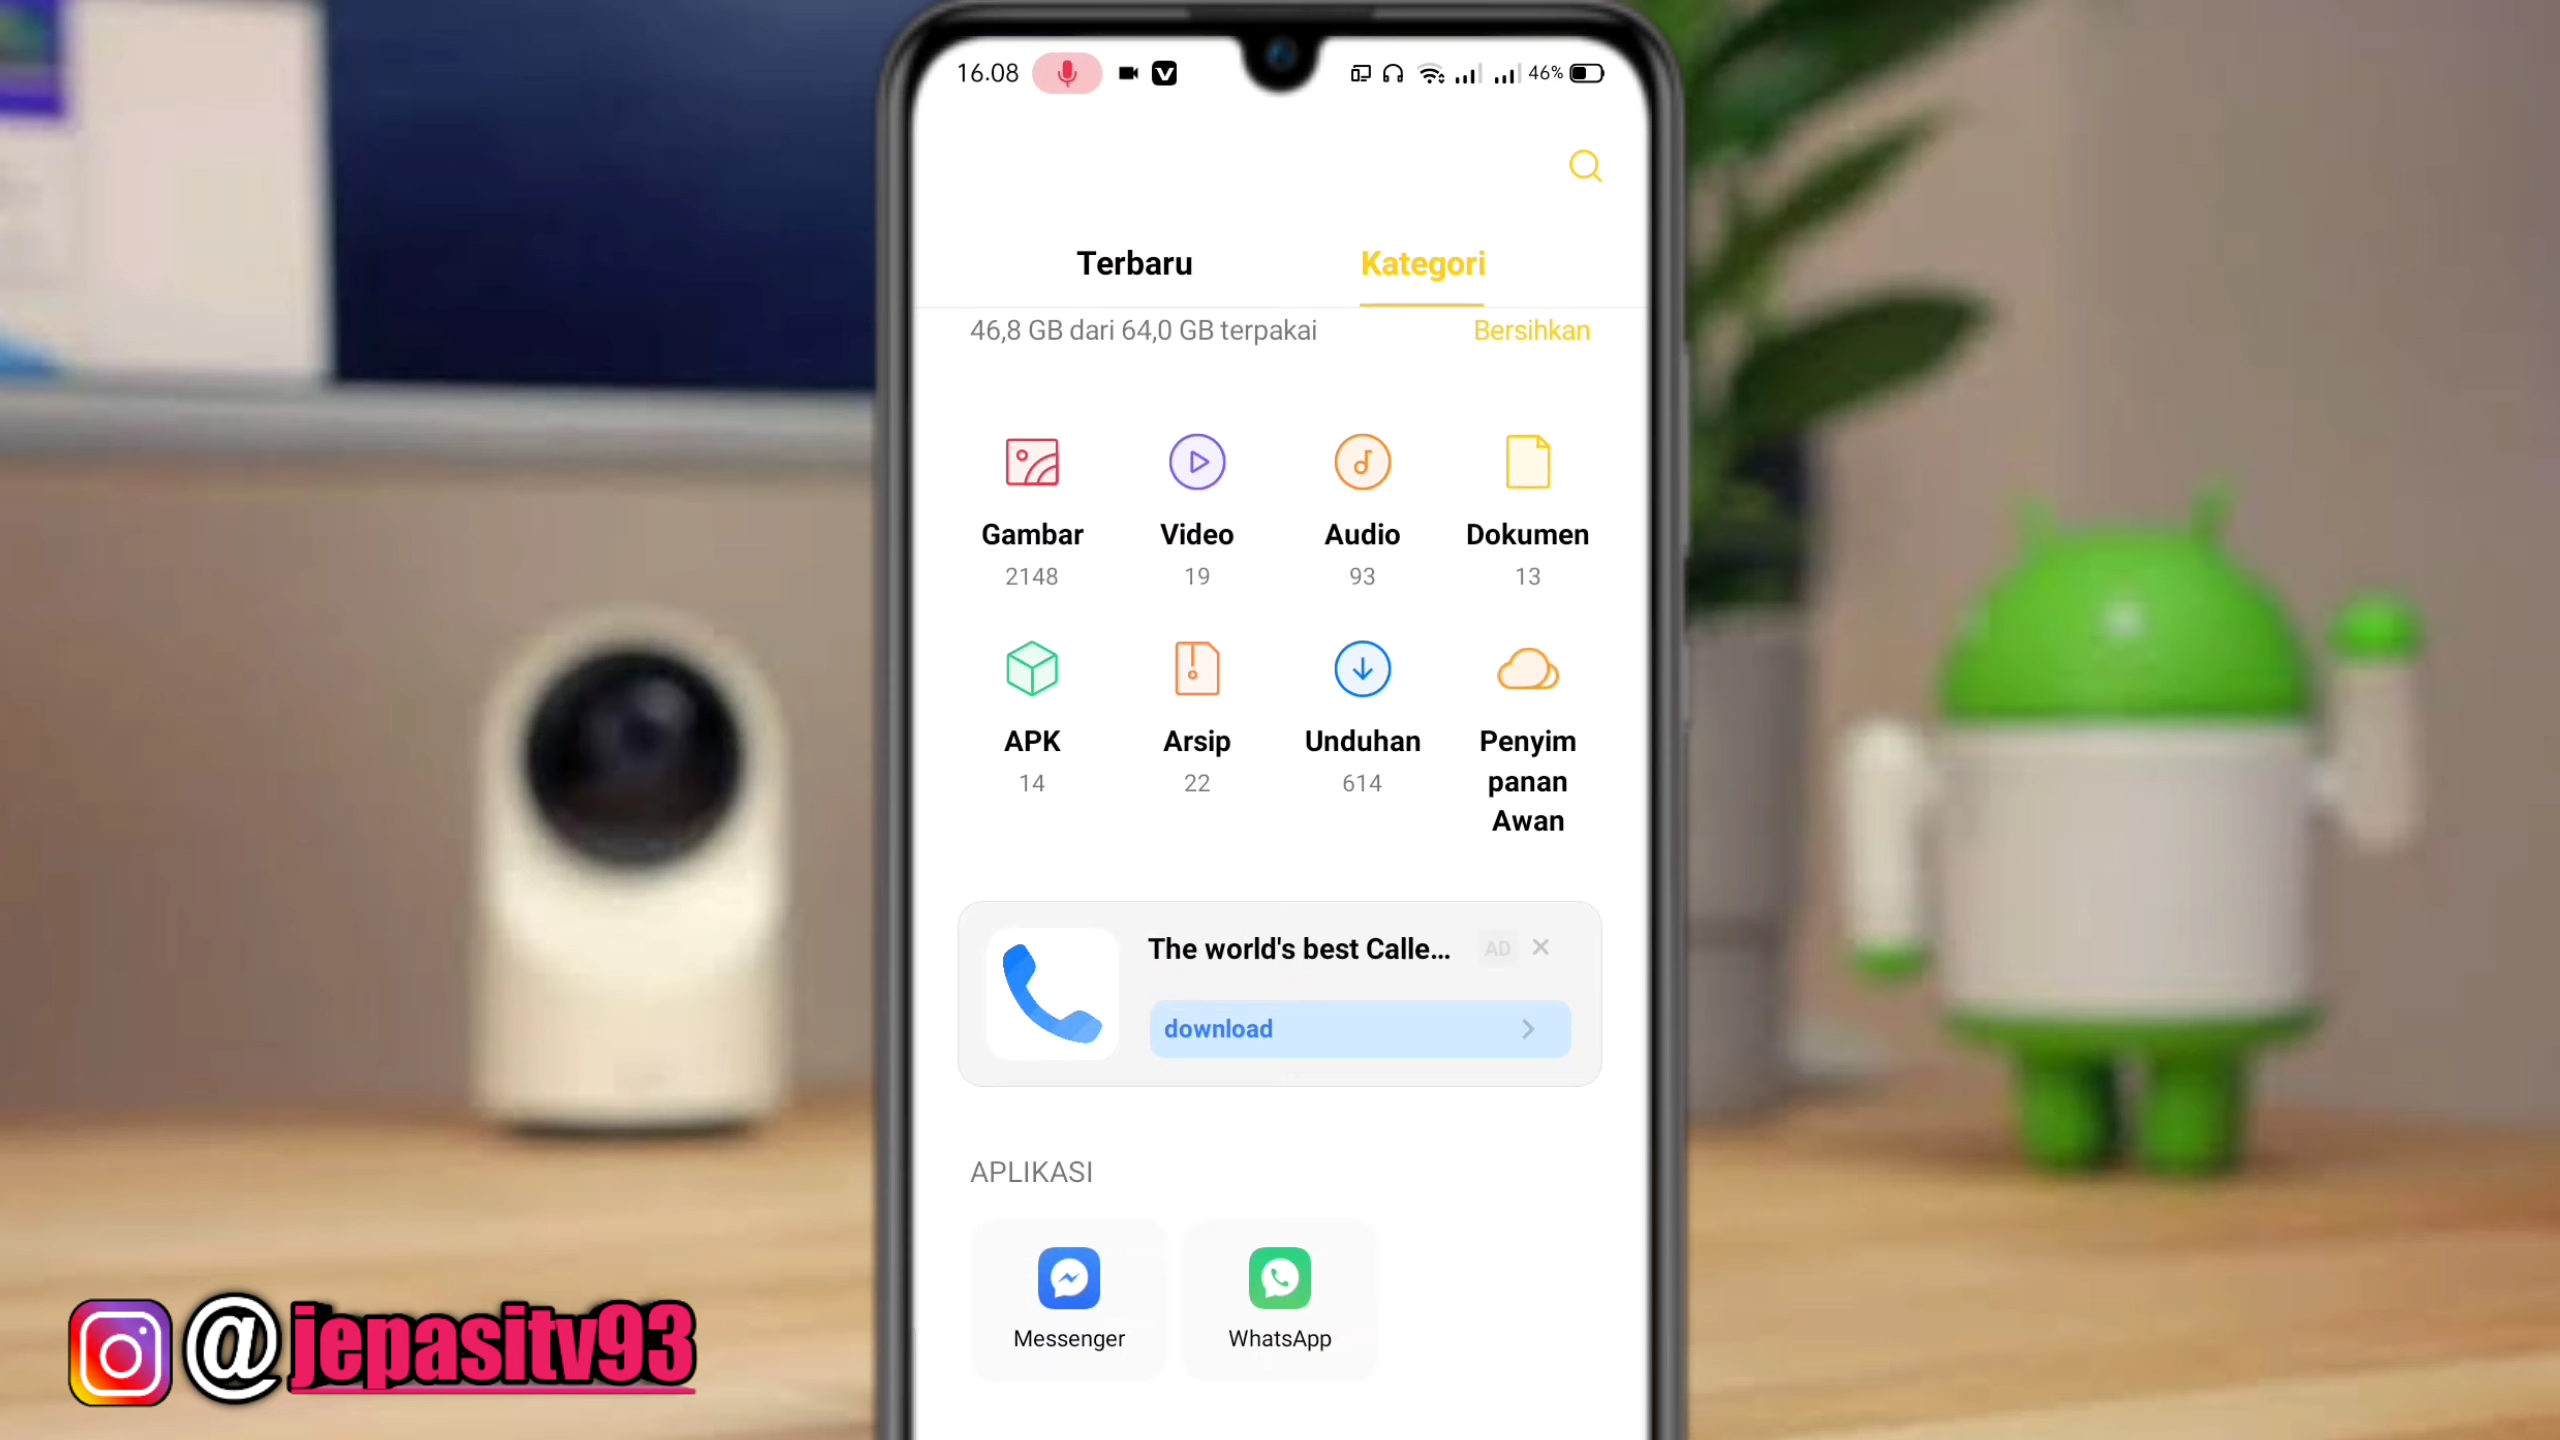 16.08
46%
Terbaru Kategori
46,8 GB dari 64,0 GB terpakai Bersihkan
Gambar Video Audio Dokumen
2148 19 93 13
APK Arsip Unduhan Penyim
panan
Awan
14 22 614
The world's best Calle... AD
download
APLIKASI
Messenger WhatsApp
@jepasitv93